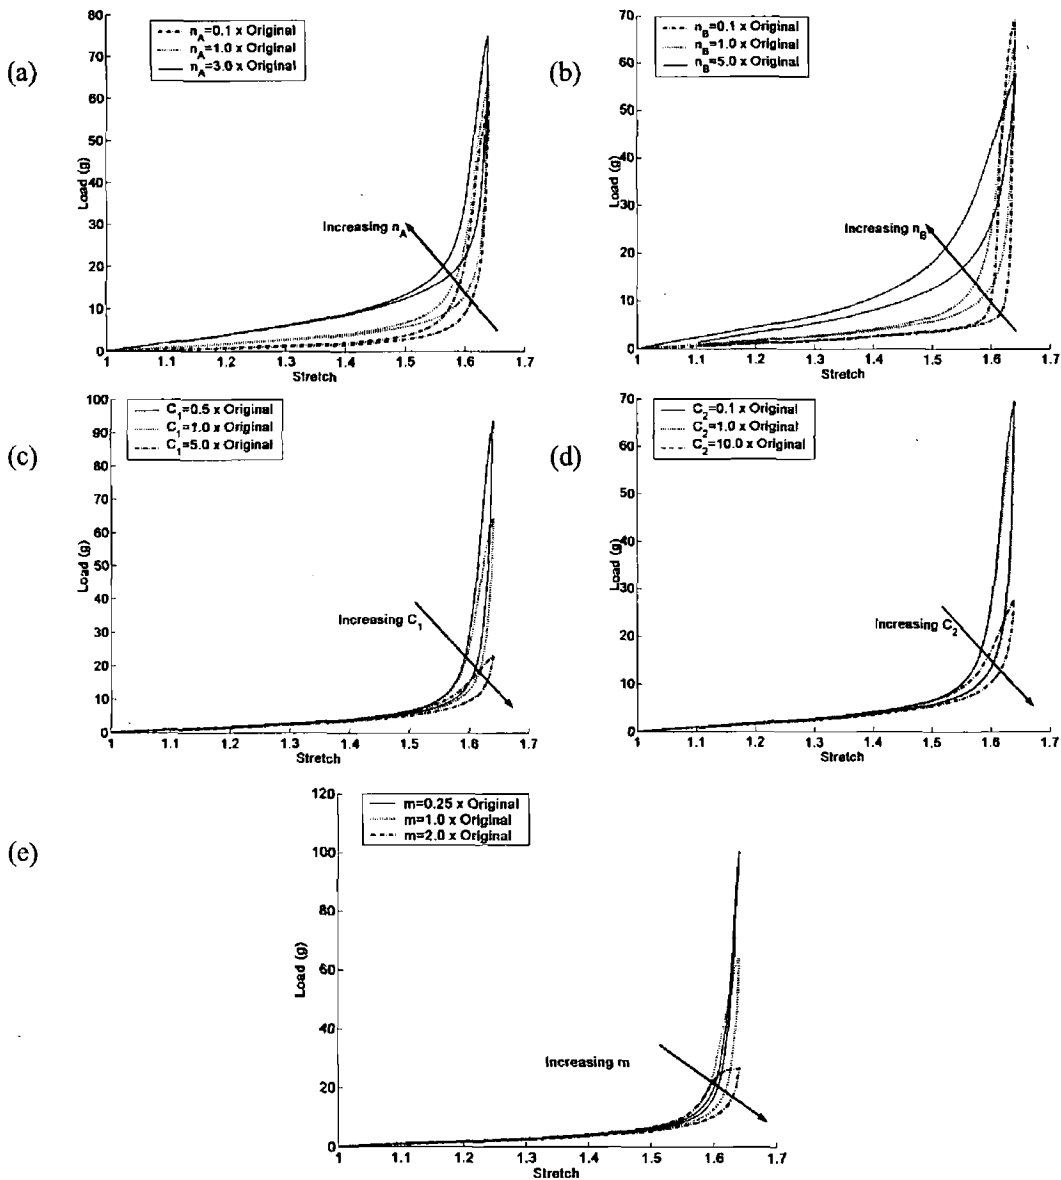 (a)
n_A=0.1 x Original
n_A=1.0 x Original
n_A=3.0 x Original
80
70
60
50
40
30
20
10
0
Load (g)
Increasing n_A
1 1.1 1.2 1.3 1.4 1.5 1.6 1.7
Stretch
(b)
n_B=0.1 x Original
n_B=1.0 x Original
n_B=5.0 x Original
70
60
50
40
30
20
10
0
Load (g)
Increasing n_B
1 1.1 1.2 1.3 1.4 1.5 1.6 1.7
Stretch
(c)
C_1=0.5 x Original
C_1=1.0 x Original
C_1=5.0 x Original
100
90
80
70
60
50
40
30
20
10
0
Load (g)
Increasing C_1
1 1.1 1.2 1.3 1.4 1.5 1.6 1.7
Stretch
(d)
C_2=0.1 x Original
C_2=1.0 x Original
C_2=10.0 x Original
70
60
50
40
30
20
10
0
Load (g)
Increasing C_2
1 1.1 1.2 1.3 1.4 1.5 1.6 1.7
Stretch
(e)
m=0.25 x Original
m=1.0 x Original
m=2.0 x Original
120
100
80
60
40
20
0
Load (g)
Increasing m
1 1.1 1.2 1.3 1.4 1.5 1.6 1.7
Stretch